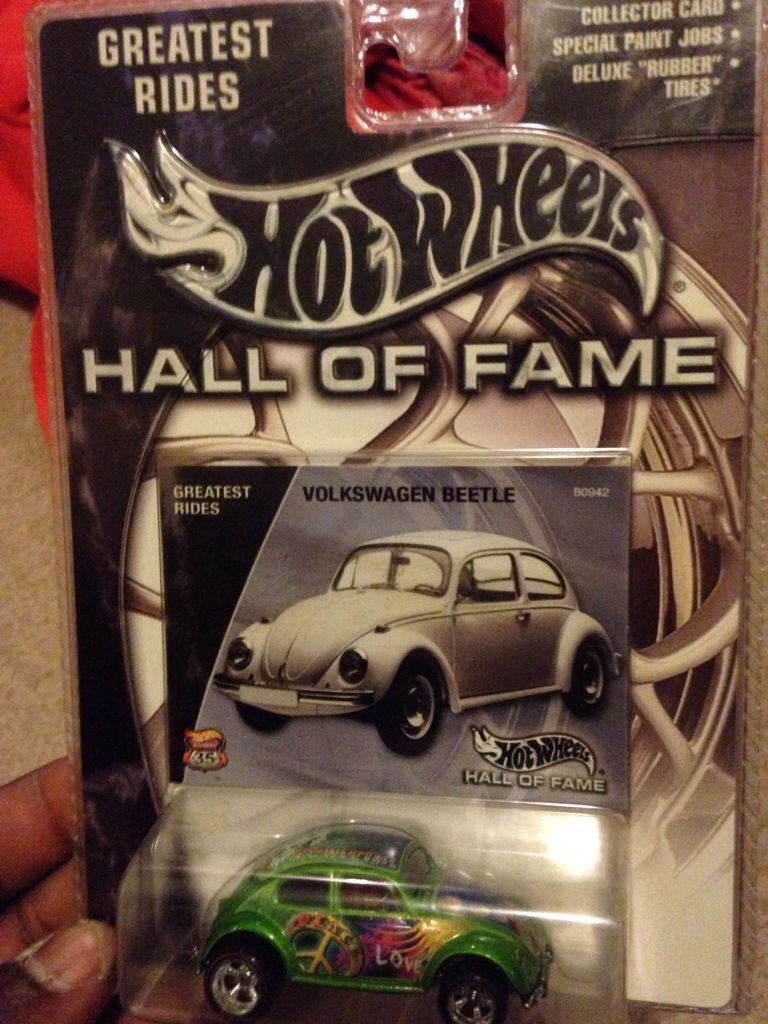 GREATEST
RIDES
COLLECTOR CARD •
SPECIAL PAINT JOBS •
DELUXE "RUBBER" •
TIRES*
HOT WHEELS
®
HALL OF FAME
GREATEST
RIDES
VOLKSWAGEN BEETLE
B0942
35
HOT WHEELS
HALL OF FAME
PEACE
LOVE